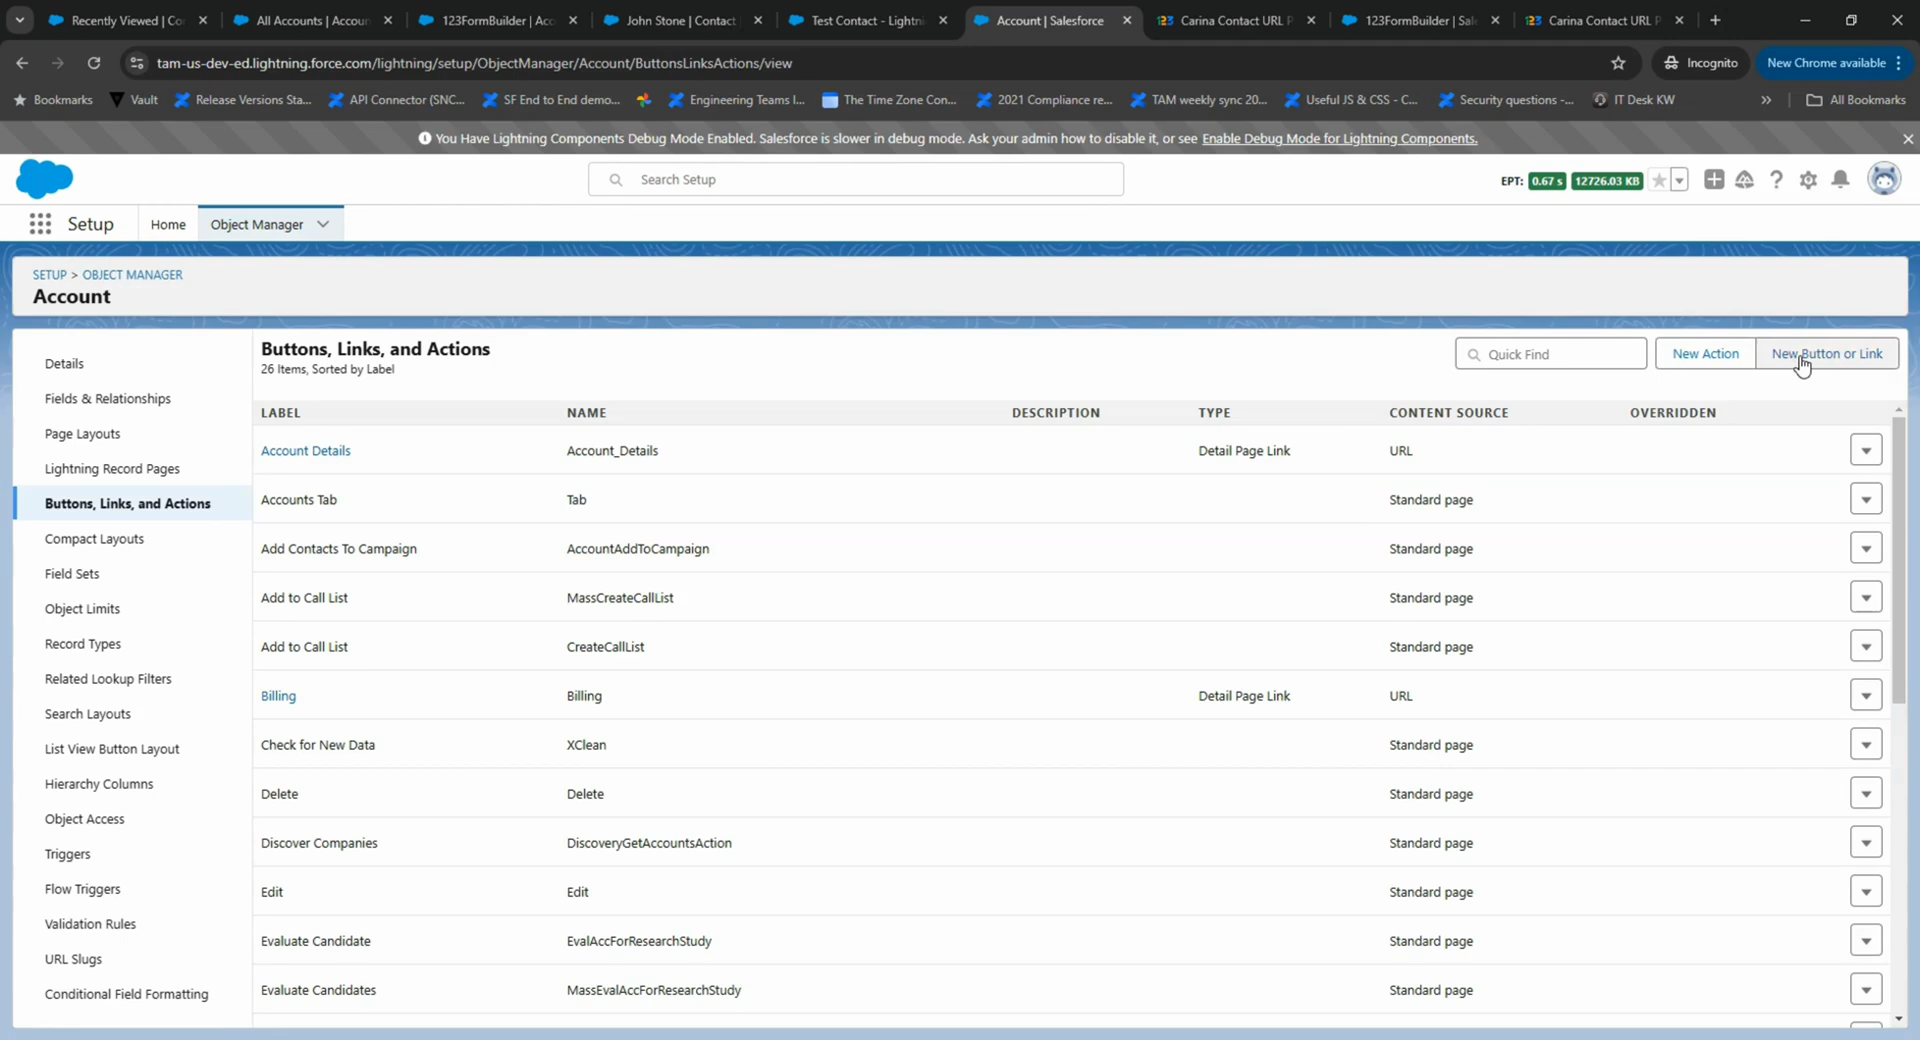 Recently Viewed | Co
All Accounts | Accoun
123FormBuilder | Acc
John Stone | Contact
Test Contact - Lightni
Account | Salesforce
123 Carina Contact URL P
123FormBuilder | Sal
123 Carina Contact URL P
tam-us-dev-ed.lightning.force.com/lightning/setup/ObjectManager/Account/ButtonsLinksActions/view
Incognito
New Chrome available
Bookmarks
Vault
Release Versions Sta...
API Connector (SNC...
SF End to End demo...
Engineering Teams I...
The Time Zone Con...
2021 Compliance re...
TAM weekly sync 20...
Useful JS & CSS - C...
Security questions -...
IT Desk KW
All Bookmarks
You Have Lightning Components Debug Mode Enabled. Salesforce is slower in debug mode. Ask your admin how to disable it, or see Enable Debug Mode for Lightning Components.
Search Setup
EPT: 0.67 s 12726.03 KB
Setup
Home
Object Manager
SETUP > OBJECT MANAGER
Account
Details
Fields & Relationships
Page Layouts
Lightning Record Pages
Buttons, Links, and Actions
Compact Layouts
Field Sets
Object Limits
Record Types
Related Lookup Filters
Search Layouts
List View Button Layout
Hierarchy Columns
Object Access
Triggers
Flow Triggers
Validation Rules
URL Slugs
Conditional Field Formatting
Buttons, Links, and Actions
26 Items, Sorted by Label
Quick Find
New Action
New Button or Link
LABEL NAME DESCRIPTION TYPE CONTENT SOURCE OVERRIDDEN
Account Details Account_Details Detail Page Link URL
Accounts Tab Tab Standard page
Add Contacts To Campaign AccountAddToCampaign Standard page
Add to Call List MassCreateCallList Standard page
Add to Call List CreateCallList Standard page
Billing Billing Detail Page Link URL
Check for New Data XClean Standard page
Delete Delete Standard page
Discover Companies DiscoveryGetAccountsAction Standard page
Edit Edit Standard page
Evaluate Candidate EvalAccForResearchStudy Standard page
Evaluate Candidates MassEvalAccForResearchStudy Standard page